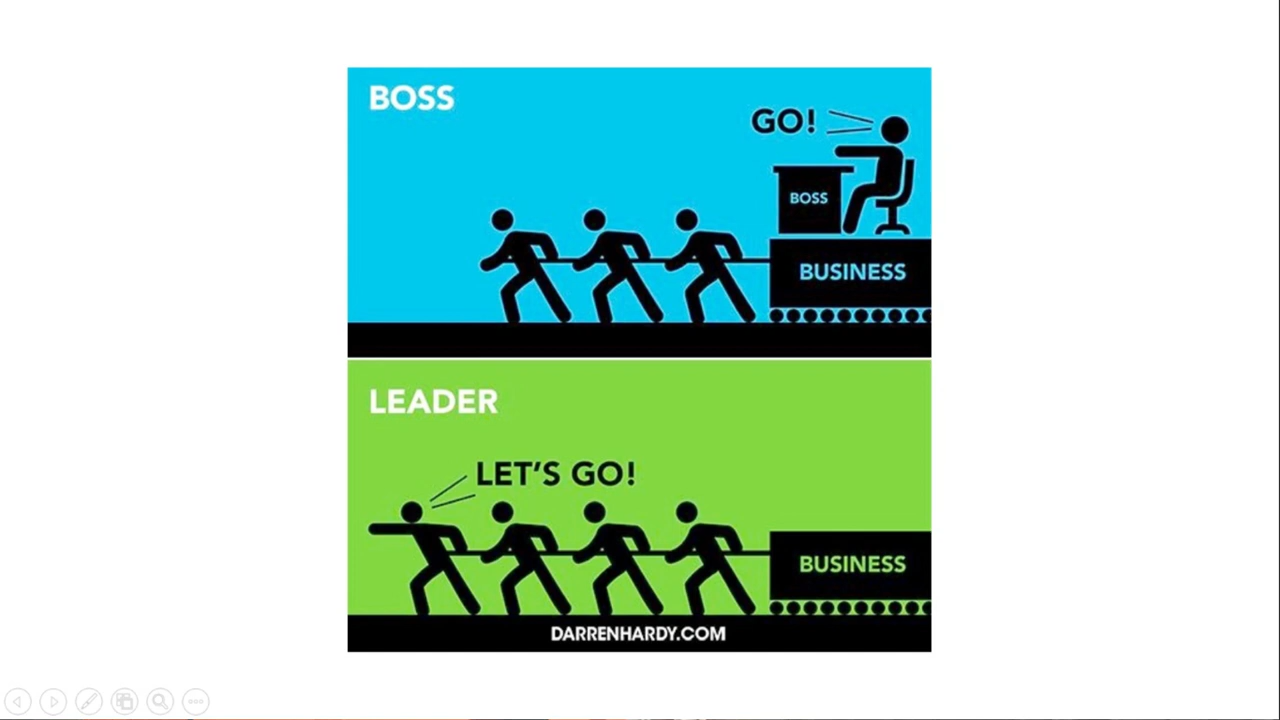 BOSS
GO!
BOSS
BUSINESS
LEADER
LET'S GO!
BUSINESS
DARRENHARDY.COM